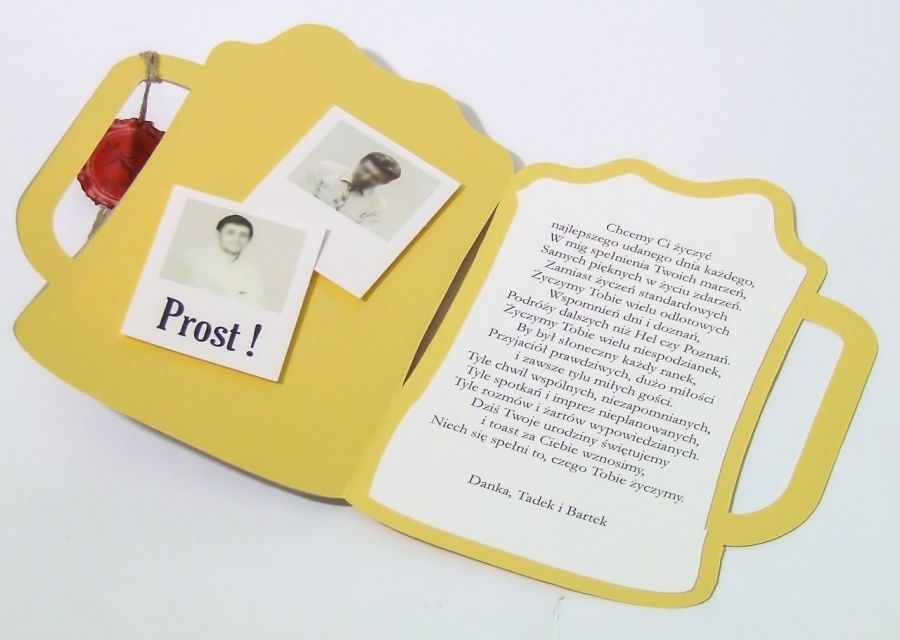 Prost !
Chcemy Ci życzyć
najlepszego udanego dnia każdego,
W mig spełnienia Twoich marzeń,
Samych pięknych w życiu zdarzeń.
Zamiast życzeń standardowych
Życzymy Tobie wielu odlotowych
Wspomnień dni i doznań,
Podróży dalszych niż Hel czy Poznań.
Życzymy Tobie wielu niespodzianek,
By był słoneczny każdy ranek,
Przyjaciół prawdziwych, dużo miłości
i zawsze tylu miłych gości.
Tyle chwil wspólnych, niezapomnianych,
Tyle spotkań i imprez nieplanowanych,
Tyle rozmów i żartów wypowiedzianych.
Dziś Twoje urodziny świętujemy
i toast za Ciebie wznosimy,
Niech się spełni to, czego Tobie życzymy.
Danka, Tadek i Bartek